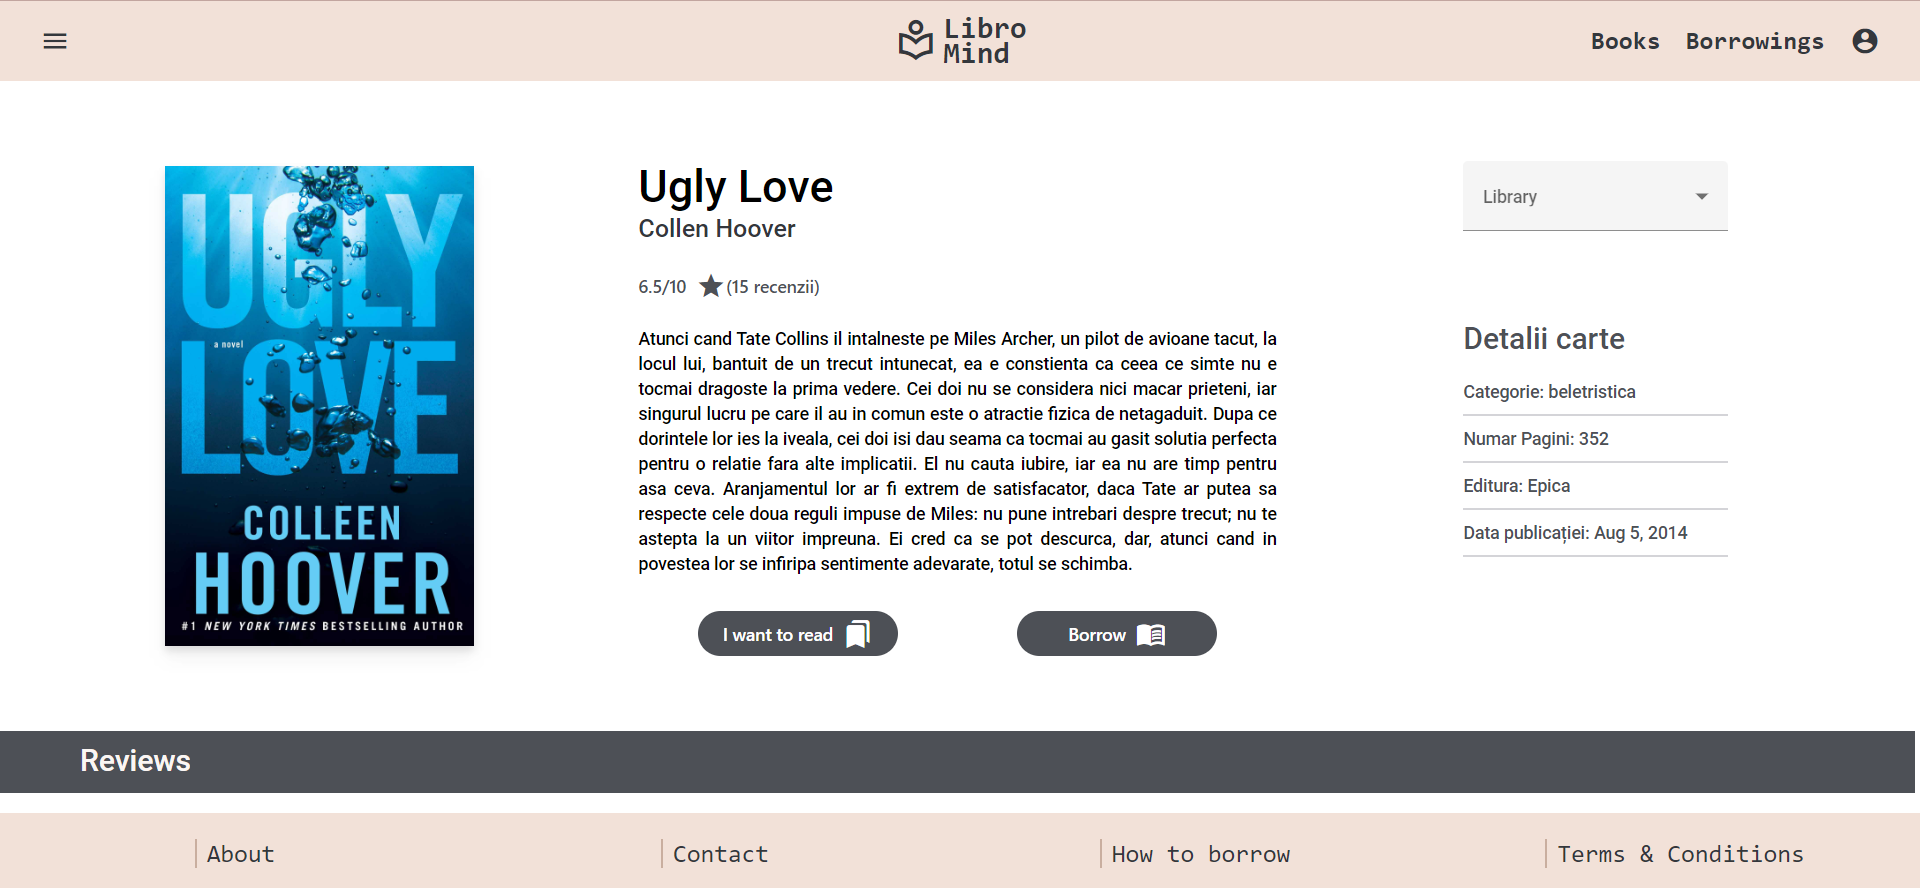 Libro
Mind
Books
Borrowings
UGLY
a novel
LOVE
COLLEEN
HOOVER
#1 NEW YORK TIMES BESTSELLING AUTHOR
Ugly Love
Collen Hoover
6.5/10 (15 recenzii)
Atunci cand Tate Collins il intalneste pe Miles Archer, un pilot de avioane tacut, la
locul lui, bantuit de un trecut intunecat, ea e constienta ca ceea ce simte nu e
tocmai dragoste la prima vedere. Cei doi nu se considera nici macar prieteni, iar
singurul lucru pe care il au in comun este o atractie fizica de netagaduit. Dupa ce
dorintele lor ies la iveala, cei doi isi dau seama ca tocmai au gasit solutia perfecta
pentru o relatie fara alte implicatii. El nu cauta iubire, iar ea nu are timp pentru
asa ceva. Aranjamentul lor ar fi extrem de satisfacator, daca Tate ar putea sa
respecte cele doua reguli impuse de Miles: nu pune intrebari despre trecut; nu te
astepta la un viitor impreuna. Ei cred ca se pot descurca, dar, atunci cand in
povestea lor se infiripa sentimente adevarate, totul se schimba.
I want to read
Borrow
Library
Detalii carte
Categorie: beletristica
Numar Pagini: 352
Editura: Epica
Data publicației: Aug 5, 2014
Reviews
About
Contact
How to borrow
Terms & Conditions